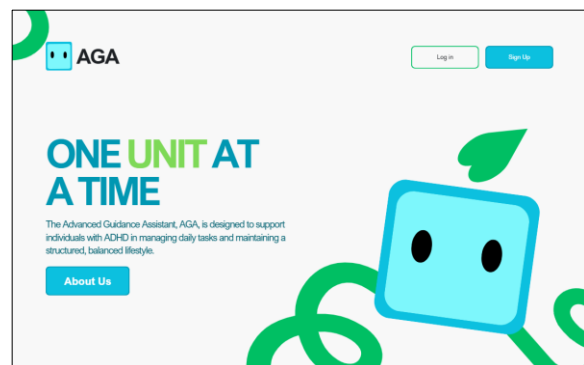 AGA
Log in
Sign Up
ONE UNIT AT
A TIME
The Advanced Guidance Assistant, AGA, is designed to support
individuals with ADHD in managing daily tasks and maintaining a
structured, balanced lifestyle.
About Us